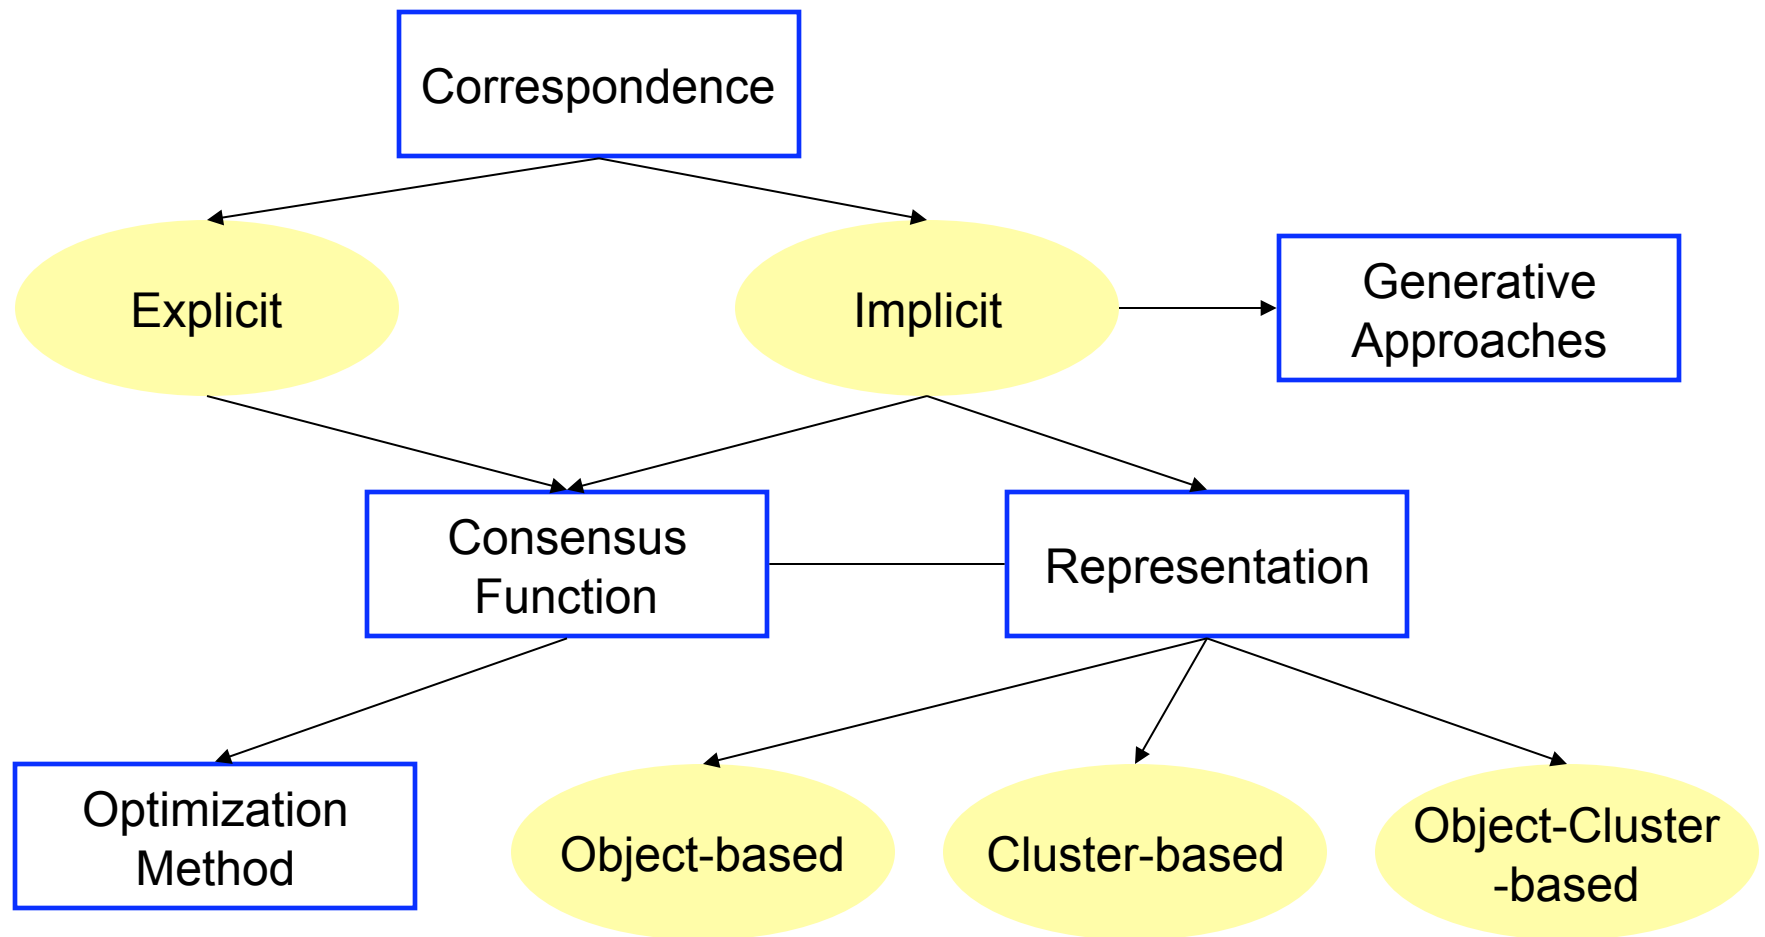 Correspondence
Explicit
Implicit
Generative
Approaches
Consensus
Function
Representation
Optimization
Method
Object-based
Cluster-based
Object-Cluster
-based